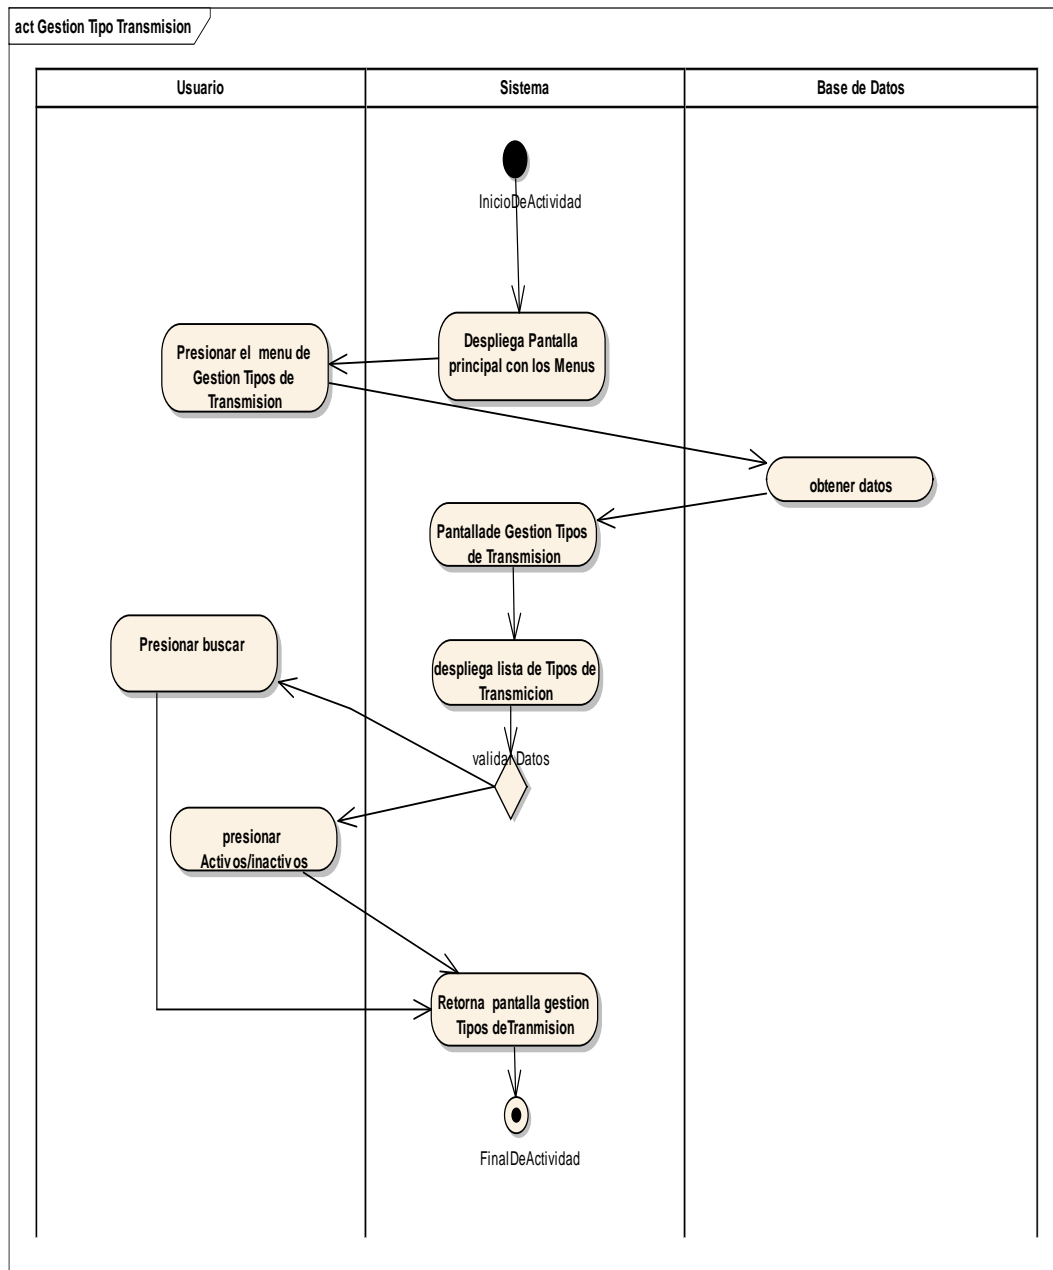 act Gestion Tipo Transmision
Usuario
Sistema
Base de Datos
InicioDeActividad
Despliega Pantalla
principal con los Menus
Presionar el menu de
Gestion Tipos de
Transmision
obtener datos
Pantallade Gestion Tipos
de Transmision
Presionar buscar
despliega lista de Tipos de
Transmicion
validar Datos
presionar
Activos/inactivos
Retorna pantalla gestion
Tipos deTranmision
FinalDeActividad